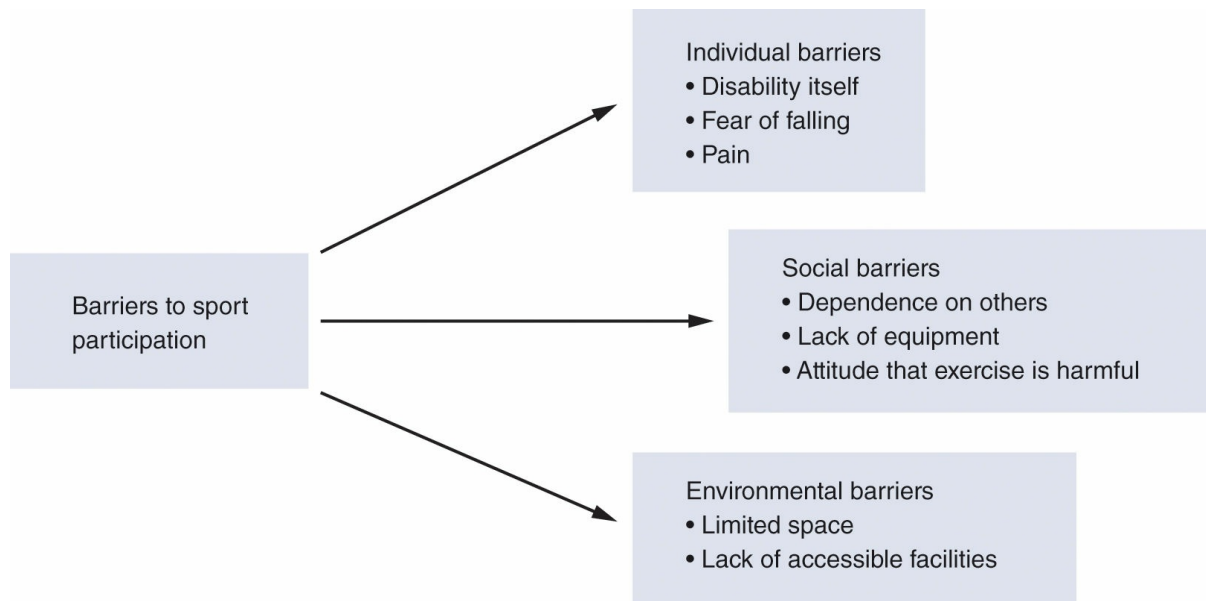 Individual barriers
• Disability itself
• Fear of falling
• Pain
Barriers to sport
participation
Social barriers
• Dependence on others
• Lack of equipment
• Attitude that exercise is harmful
Environmental barriers
• Limited space
• Lack of accessible facilities